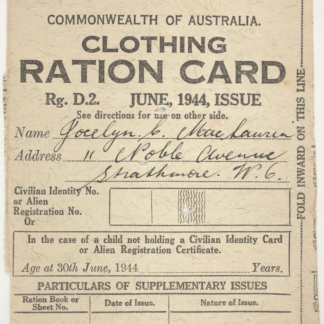 COMMONWEALTH OF AUSTRALIA.
CLOTHING
RATION CARD
Rg. D.2. JUNE, 1944, ISSUE
See directions for use on other side.
Name Jocelyn. C. MacLaurin
Address 11 Noble Avenue
Strathmore. W.6.
Civilian Identity No.
or Alien
Registration No.
Or
In the case of a child not holding a Civilian Identity Card
or Alien Registration Certificate.
Age at 30th June, 1944 Years.
PARTICULARS OF SUPPLEMENTARY ISSUES
Ration Book or
Sheet No.
Date of Issue.
Nature of Issue.
FOLD INWARD ON THIS LINE